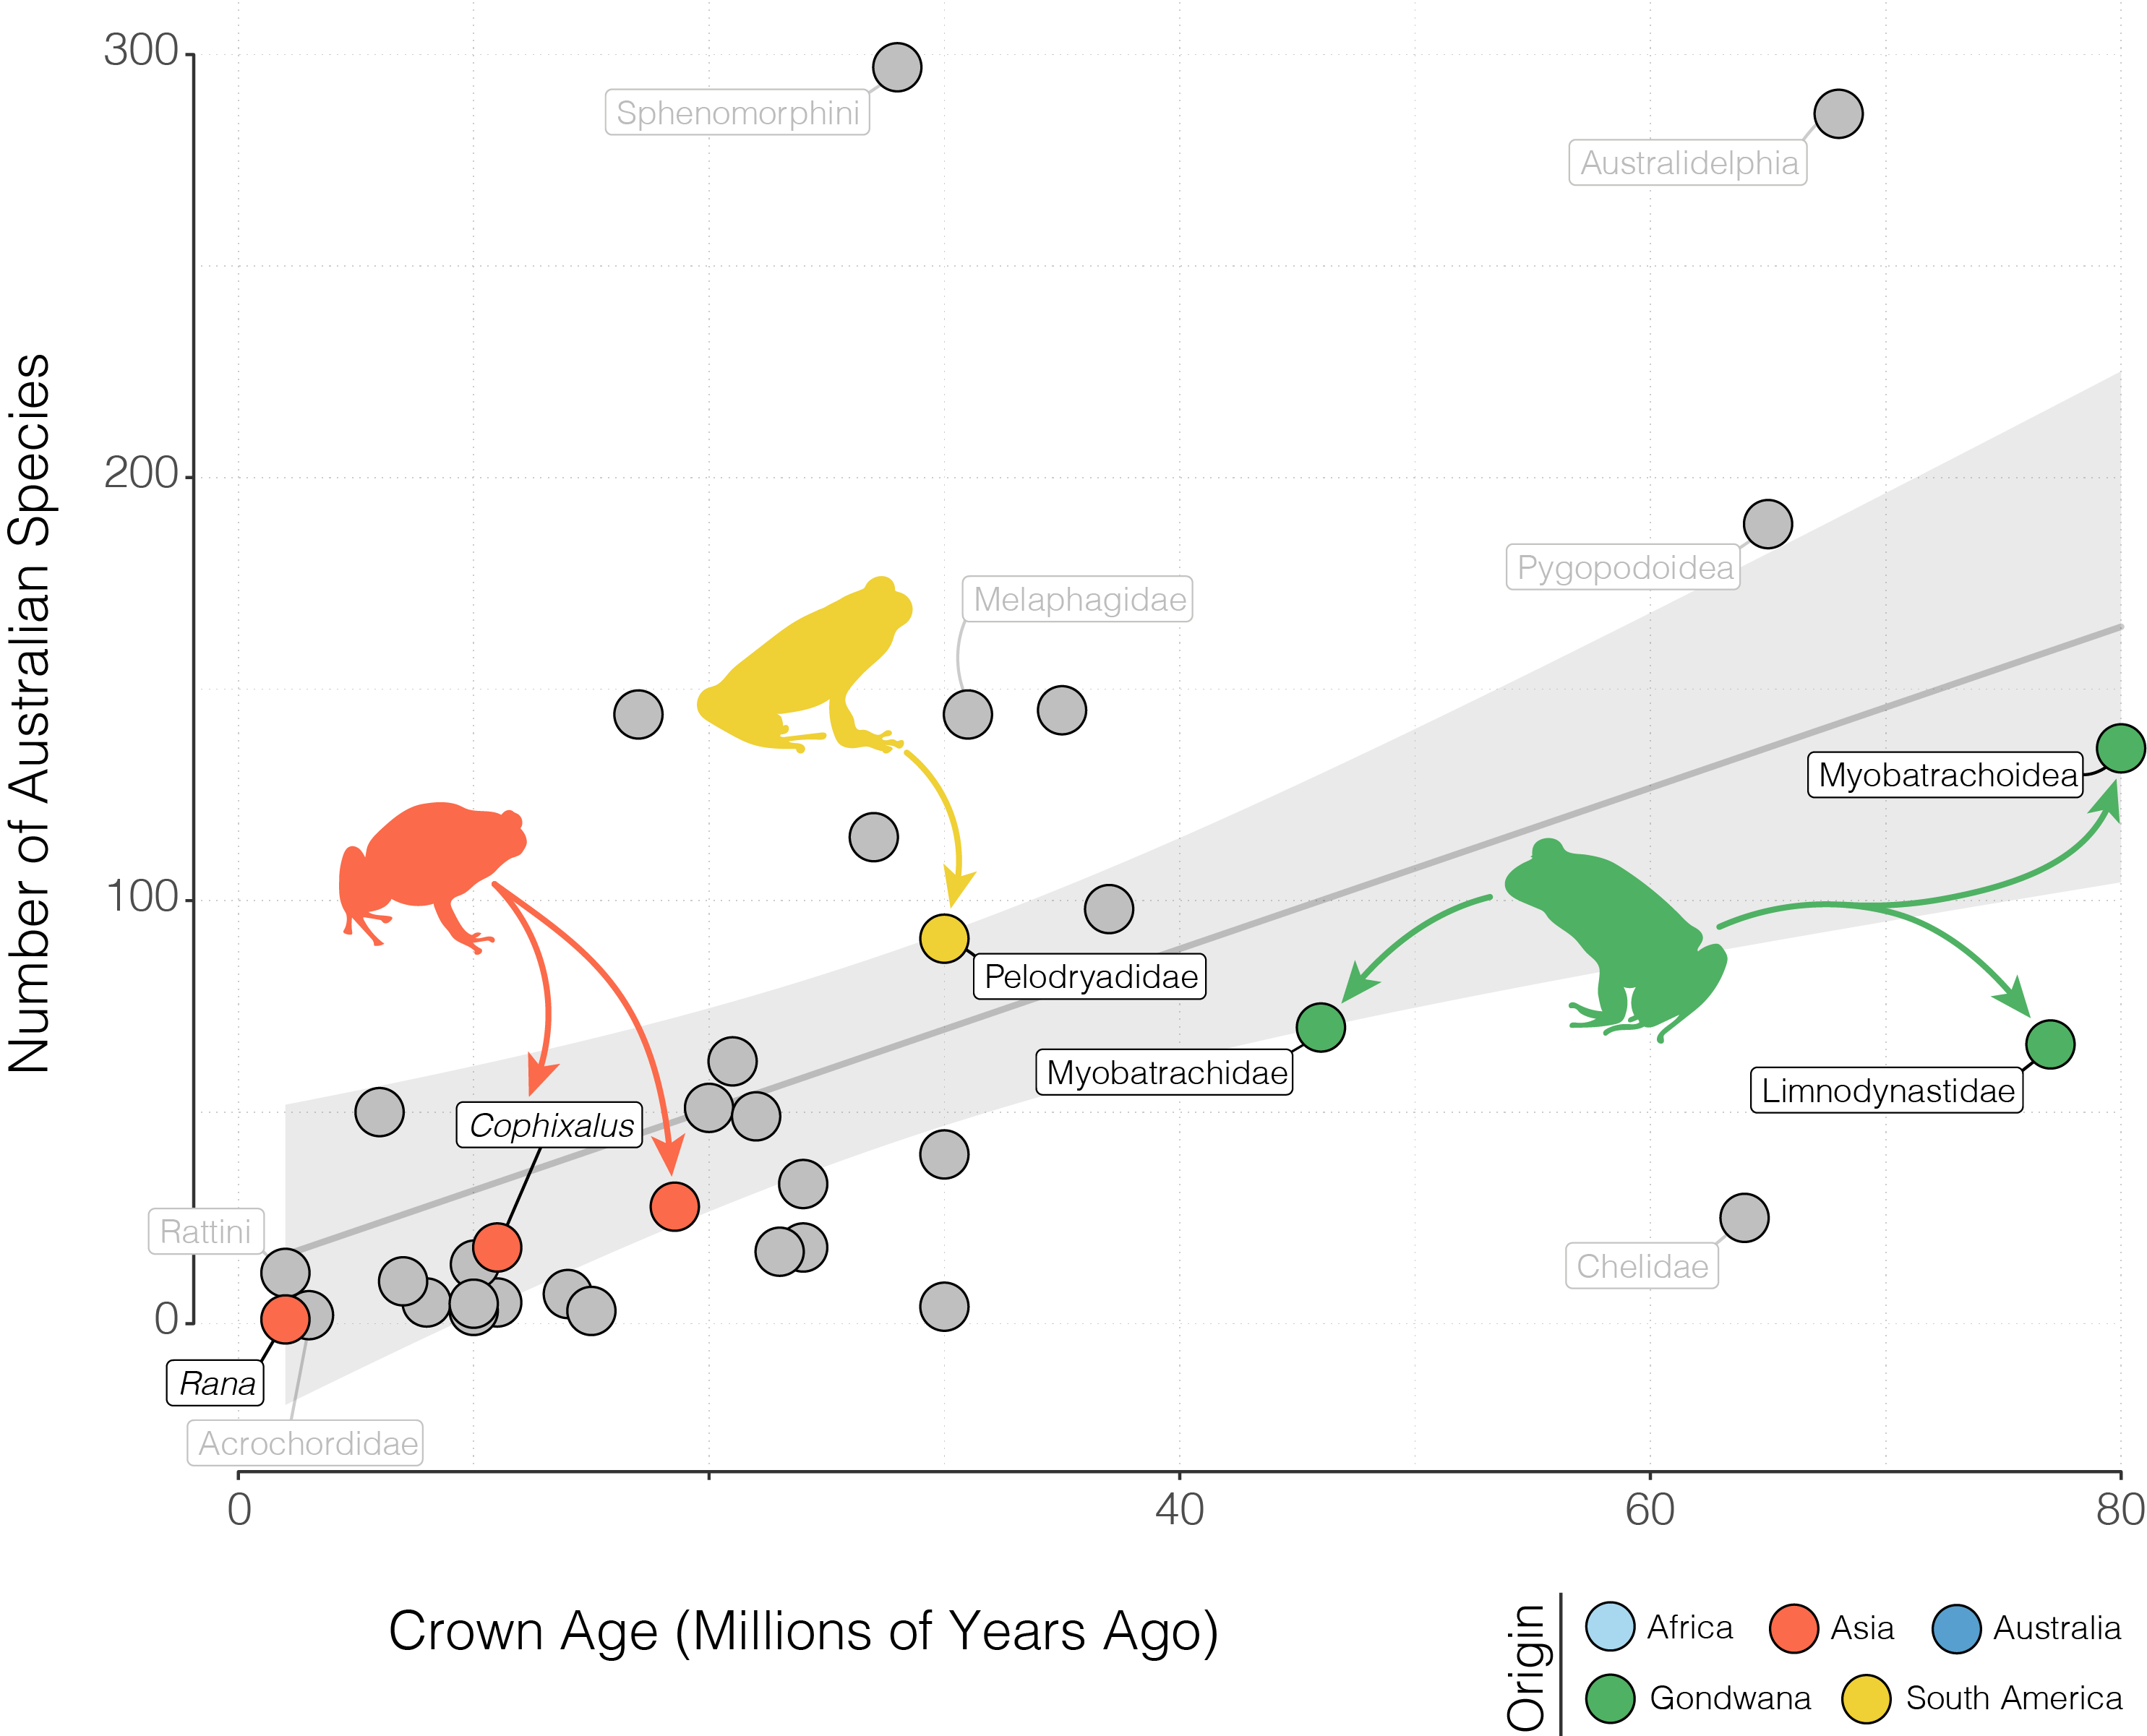 300
Sphenomorphini
Australidelphia
200
Pygopodoidea
Melaphagidae
Myobatrachoidea
100
Pelodryadidae
Myobatrachidae
Limnodynastidae
Cophixalus
Rattini
Chelidae
0
Rana
Acrochordidae
Number of Australian Species
0
40
60
80
Crown Age (Millions of Years Ago)
Origin
Africa
Asia
Australia
Gondwana
South America